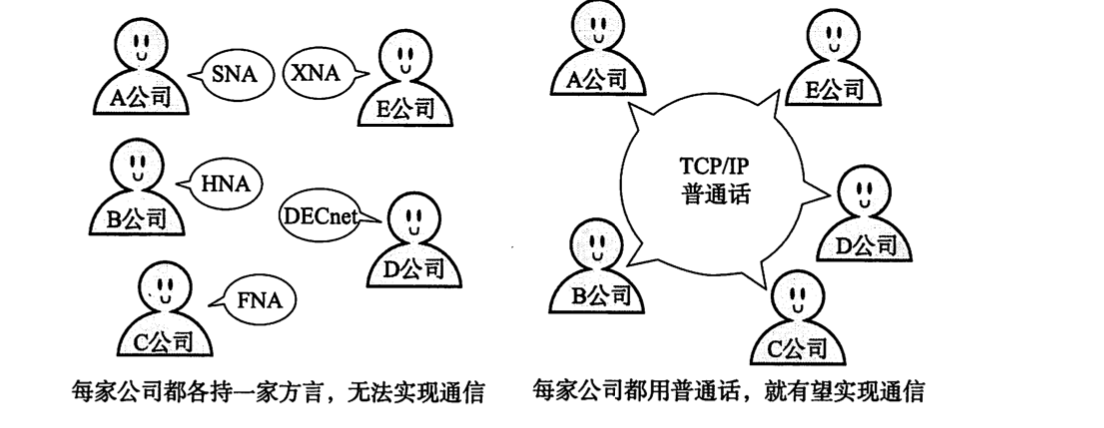 A公司
SNA
XNA
E公司
B公司
HNA
DECnet
D公司
C公司
FNA
每家公司都各持一家方言，无法实现通信
A公司
E公司
TCP/IP
普通话
D公司
B公司
C公司
每家公司都用普通话，就有望实现通信